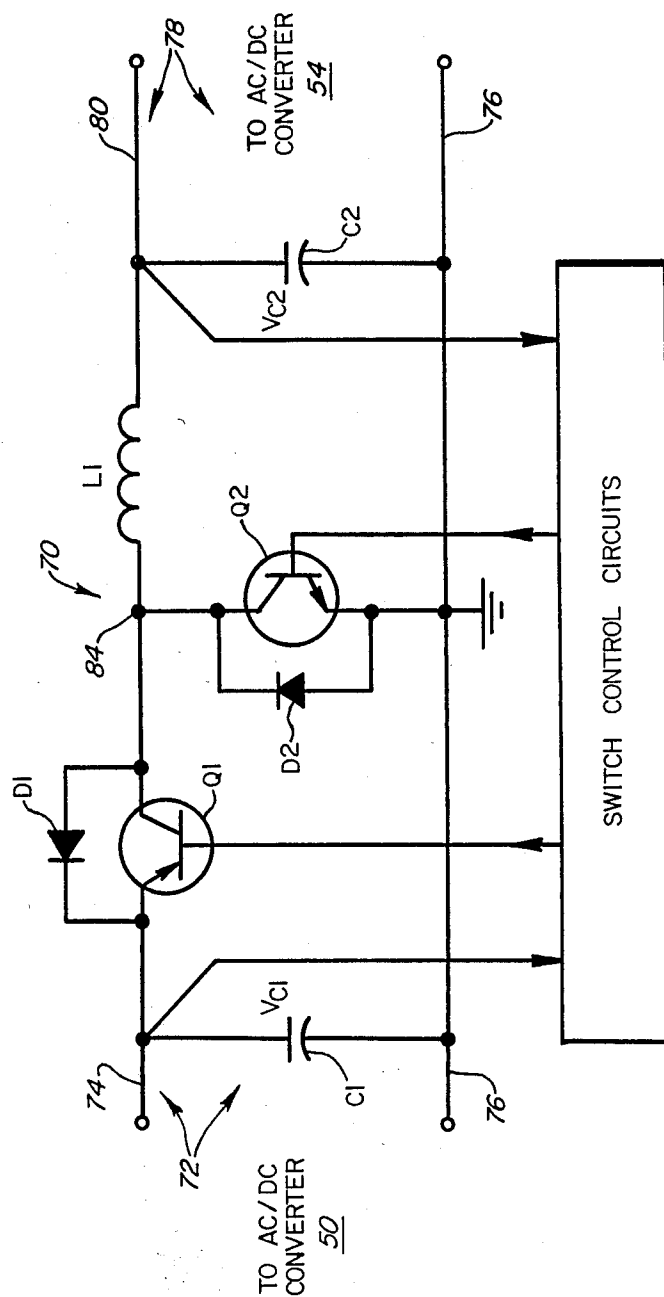 70
78
80
D1
L1
84
74
Q1
Q2
72
TO AC/DC
CONVERTER
50
VC1
C1
D2
VC2
C2
TO AC/DC
CONVERTER
54
76
76
SWITCH CONTROL CIRCUITS